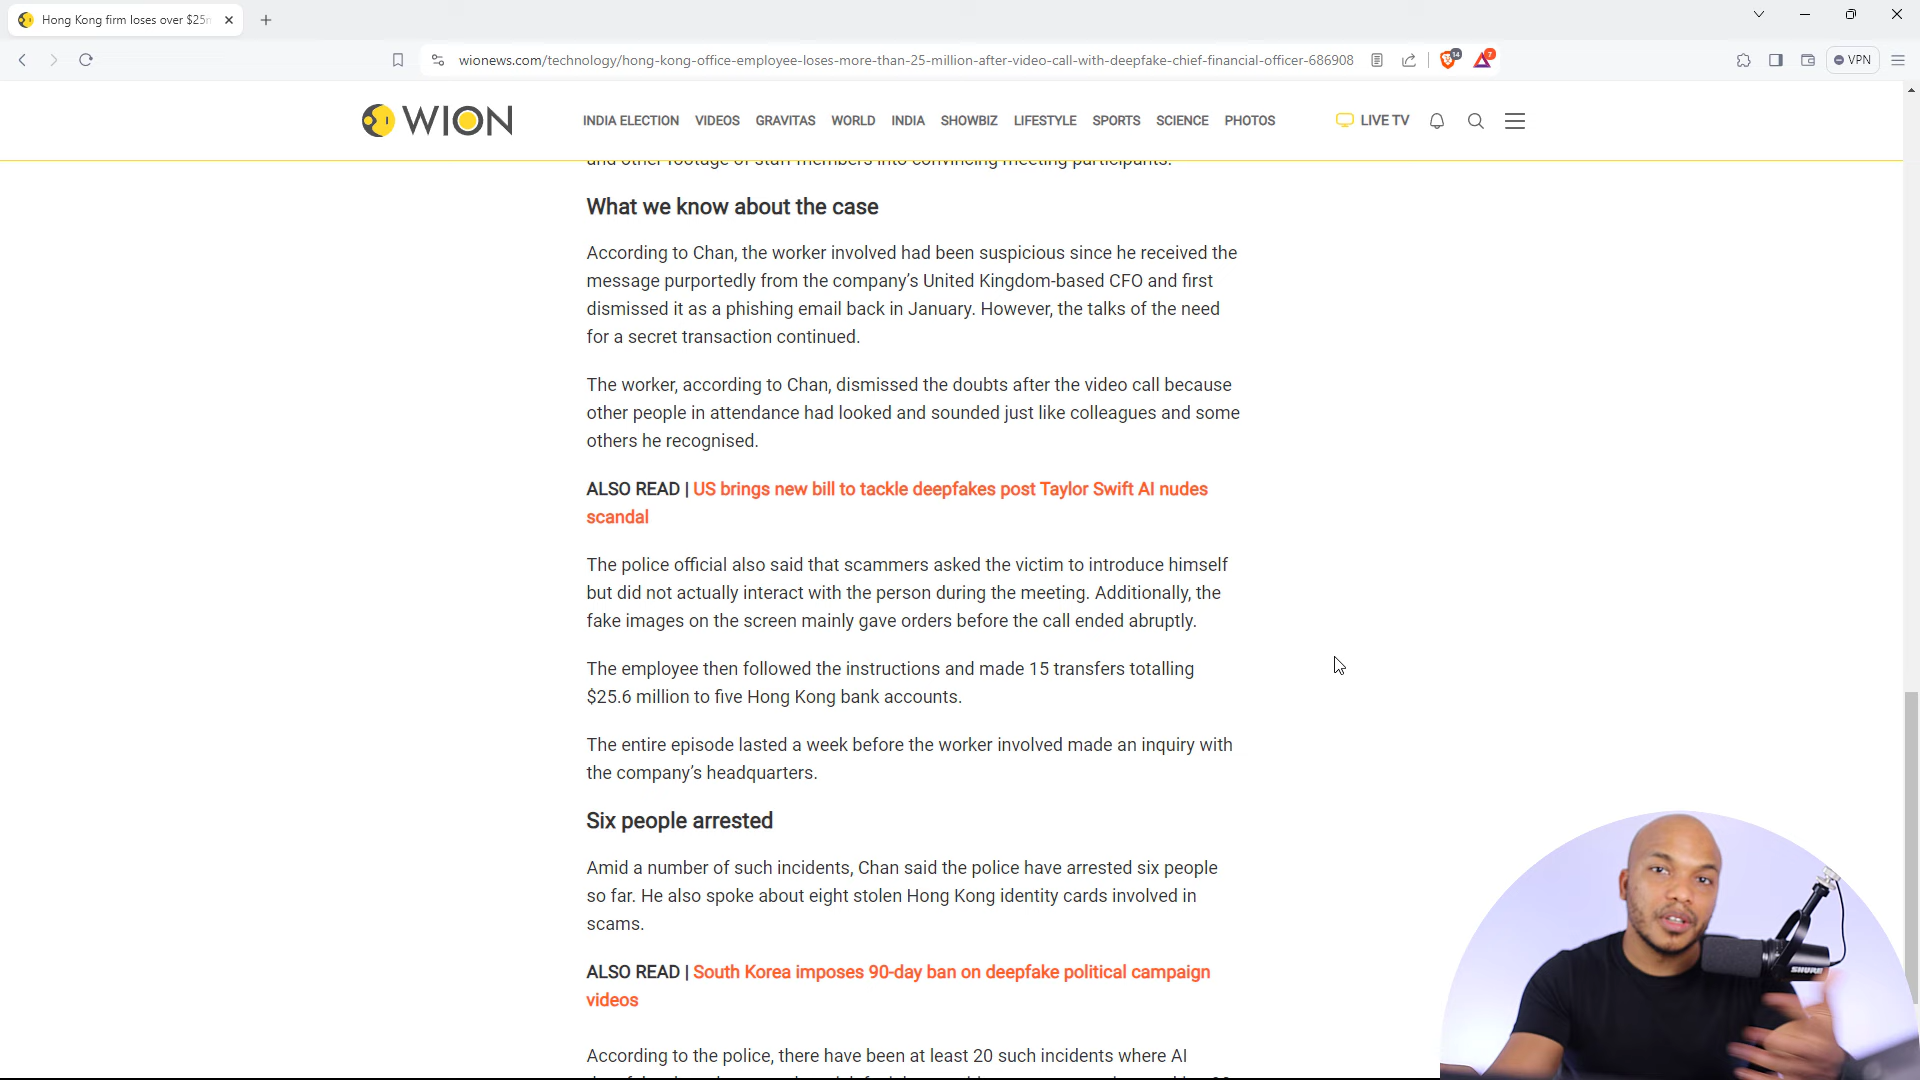 Hong Kong firm loses over $25m
wionews.com/technology/hong-kong-office-employee-loses-more-than-25-million-after-video-call-with-deepfake-chief-financial-officer-686908
14
7
VPN
WION
INDIA ELECTION VIDEOS GRAVITAS WORLD INDIA SHOWBIZ LIFESTYLE SPORTS SCIENCE PHOTOS
LIVE TV
and other footage of staff members into convincing meeting participants.
What we know about the case
According to Chan, the worker involved had been suspicious since he received the
message purportedly from the company's United Kingdom-based CFO and first
dismissed it as a phishing email back in January. However, the talks of the need
for a secret transaction continued.
The worker, according to Chan, dismissed the doubts after the video call because
other people in attendance had looked and sounded just like colleagues and some
others he recognised.
ALSO READ | US brings new bill to tackle deepfakes post Taylor Swift AI nudes
scandal
The police official also said that scammers asked the victim to introduce himself
but did not actually interact with the person during the meeting. Additionally, the
fake images on the screen mainly gave orders before the call ended abruptly.
The employee then followed the instructions and made 15 transfers totalling
$25.6 million to five Hong Kong bank accounts.
The entire episode lasted a week before the worker involved made an inquiry with
the company's headquarters.
Six people arrested
Amid a number of such incidents, Chan said the police have arrested six people
so far. He also spoke about eight stolen Hong Kong identity cards involved in
scams.
ALSO READ | South Korea imposes 90-day ban on deepfake political campaign
videos
According to the police, there have been at least 20 such incidents where AI
SHURE